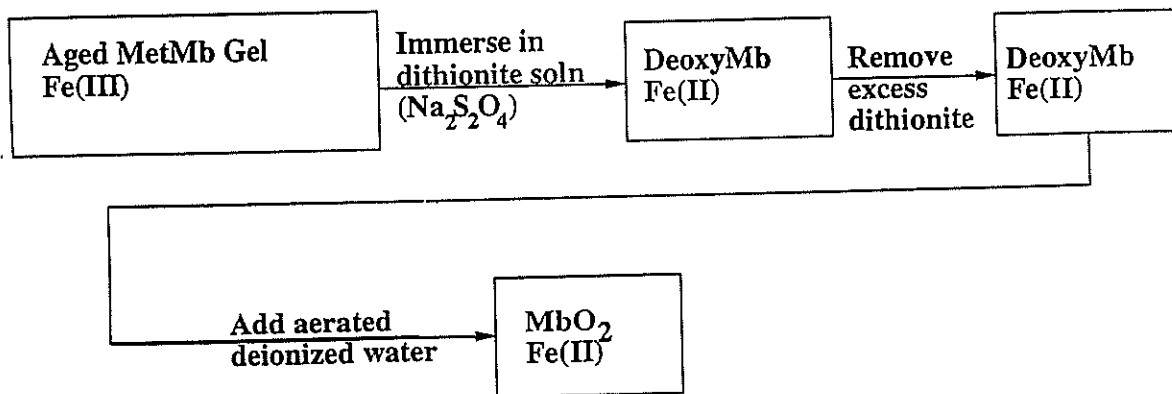 Aged MetMb Gel
Fe(III)
Immerse in
dithionite soln
(Na₂S₂O₄)
DeoxyMb
Fe(II)
Remove
excess
dithionite
DeoxyMb
Fe(II)
Add aerated
deionized water
MbO₂
Fe(II)